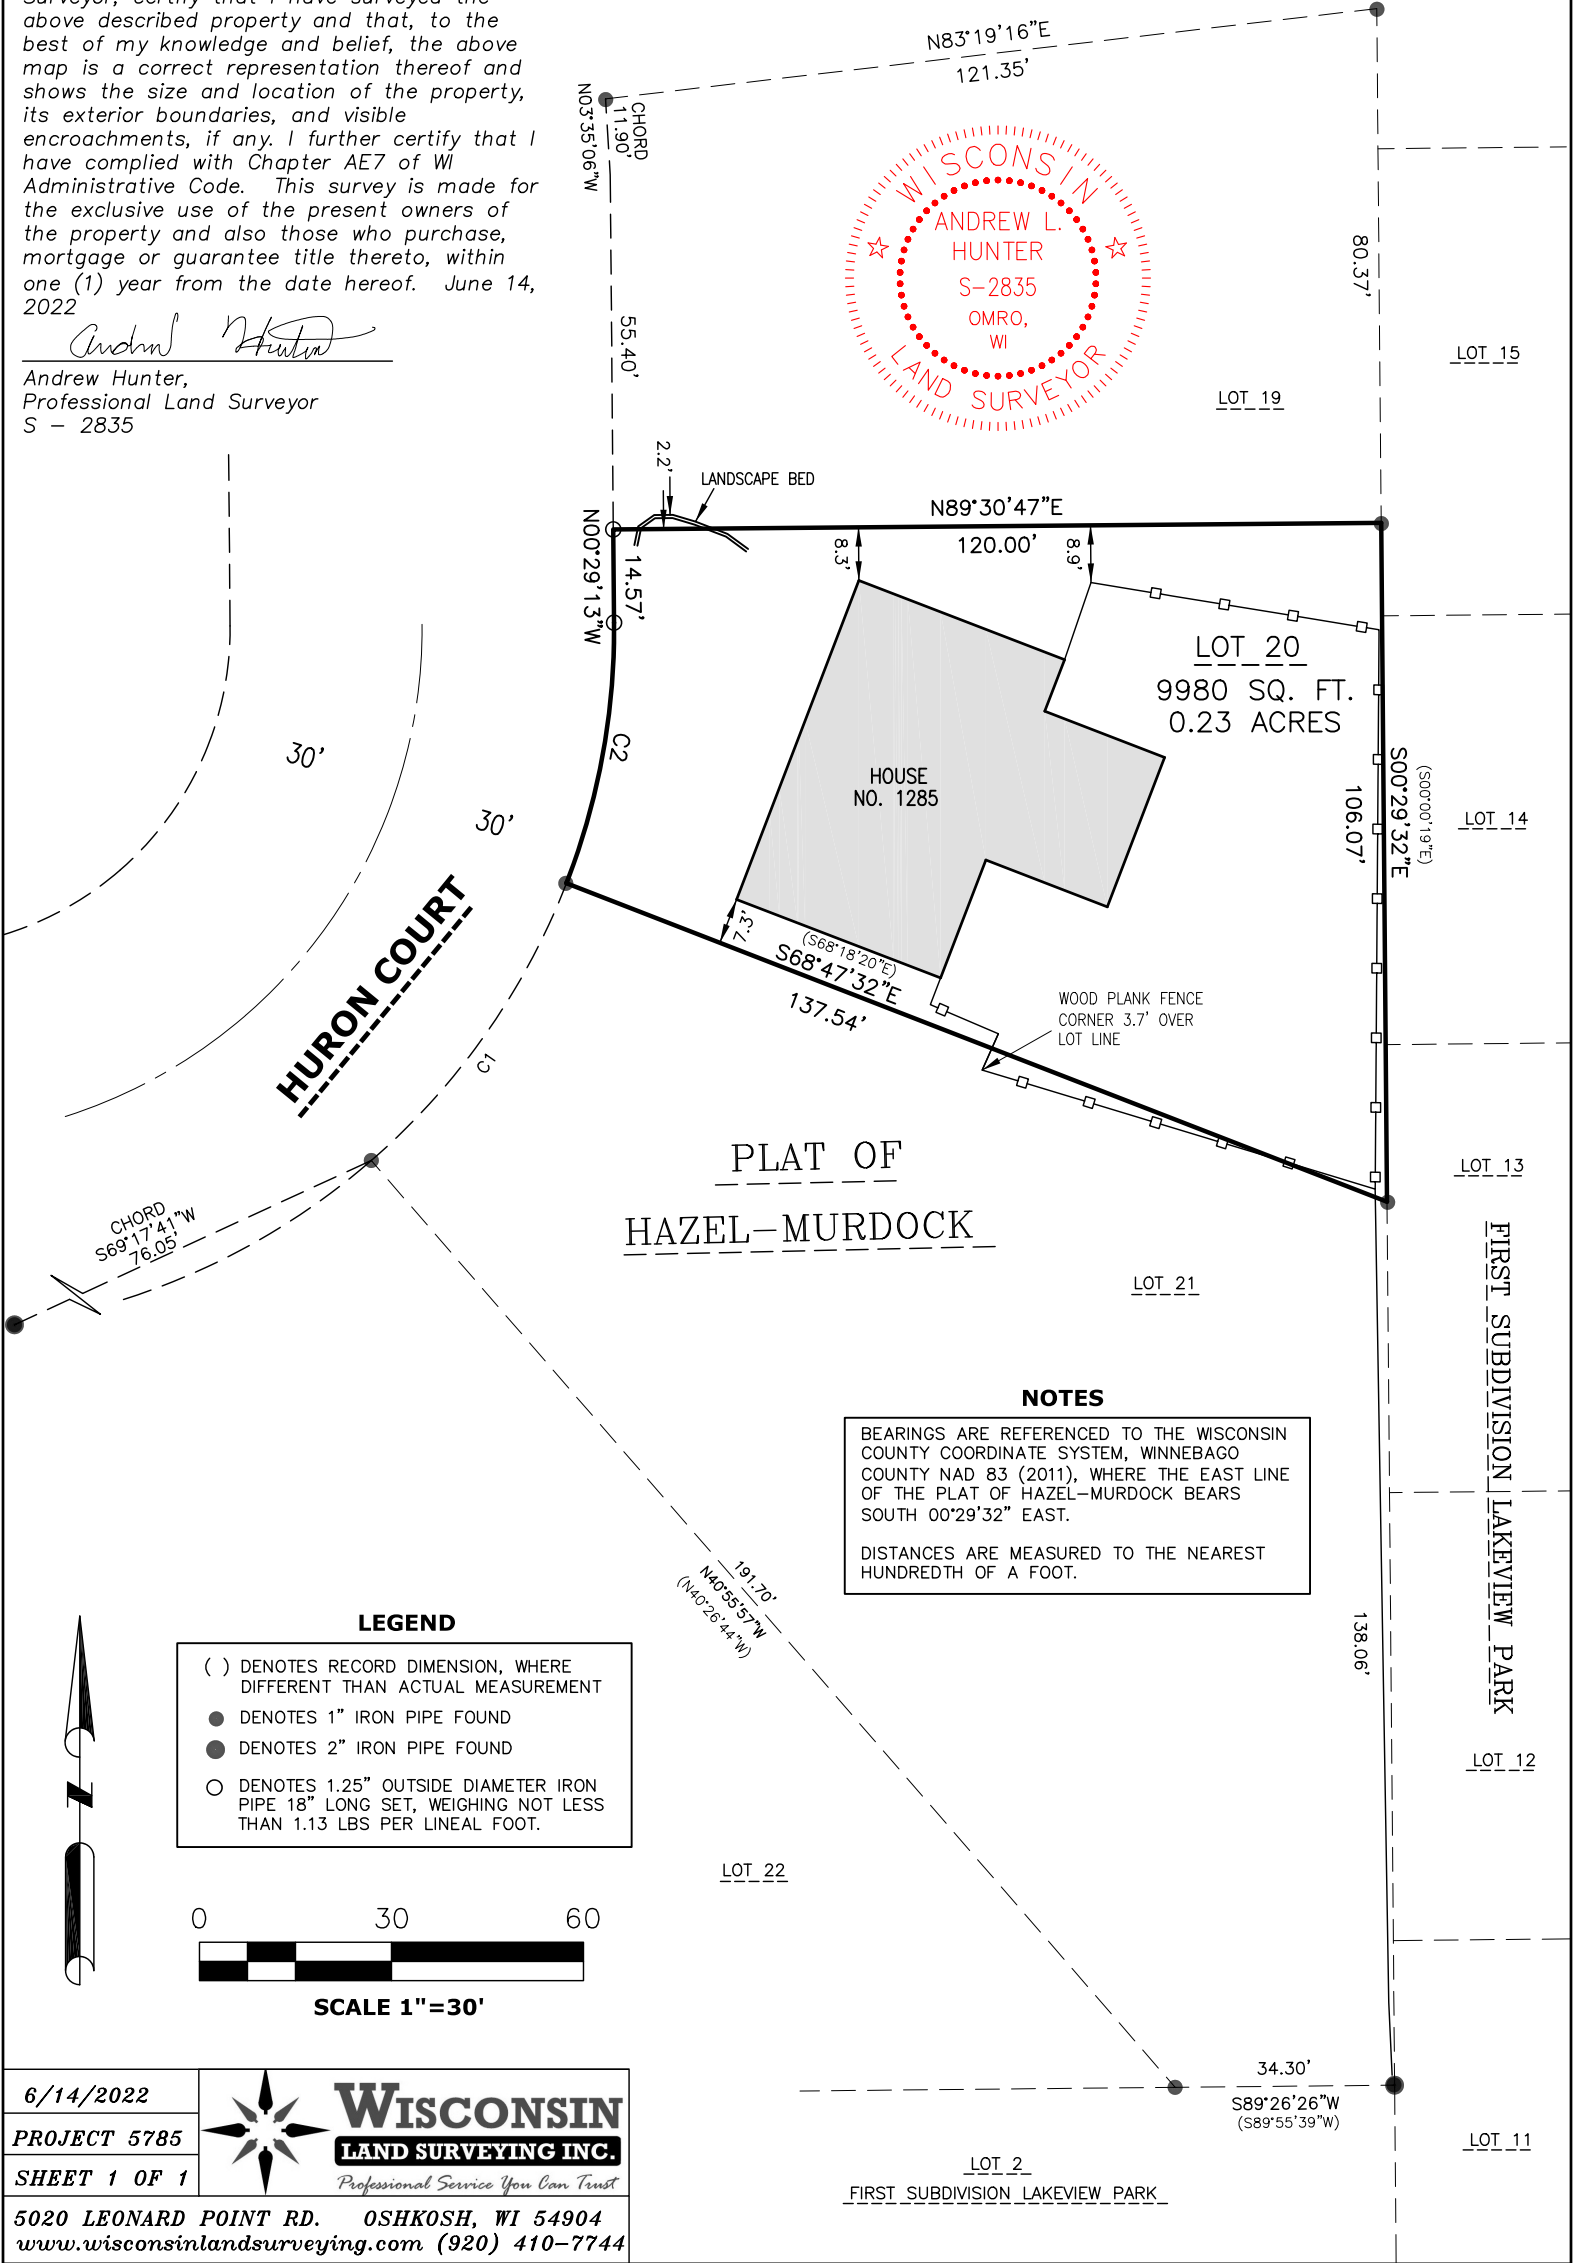 above described property and that, to the
best of my knowledge and belief, the above
map is a correct representation thereof and
shows the size and location of the property,
its exterior boundaries, and visible
encroachments, if any. I further certify that I
have complied with Chapter AE7 of WI
Administrative Code. This survey is made for
the exclusive use of the present owners of
the property and also those who purchase,
mortgage or guarantee title thereto, within
one (1) year from the date hereof. June 14,
2022
Andrew Hunter
Andrew Hunter,
Professional Land Surveyor
S - 2835
N83°19'16"E
121.35'
CHORD
11.90'
N03°35'06"W
55.40'
WISCONSIN
ANDREW L.
HUNTER
S-2835
OMRO,
WI
LAND SURVEYOR
80.37'
LOT 15
LOT 19
2.2'
LANDSCAPE BED
N89°30'47"E
120.00'
8.3'
8.9'
N00°29'13"W
14.57'
C2
LOT 20
9980 SQ. FT.
0.23 ACRES
HOUSE
NO. 1285
(S00°00'19"E)
S00°29'32"E
106.07'
LOT 14
30'
30'
HURON COURT
7.3'
(S68°18'20"E)
S68°47'32"E
137.54'
WOOD PLANK FENCE
CORNER 3.7' OVER
LOT LINE
C1
PLAT OF
HAZEL-MURDOCK
LOT 13
CHORD
S69°17'41"W
76.05'
LOT 21
FIRST SUBDIVISION LAKEVIEW PARK
NOTES
BEARINGS ARE REFERENCED TO THE WISCONSIN
COUNTY COORDINATE SYSTEM, WINNEBAGO
COUNTY NAD 83 (2011), WHERE THE EAST LINE
OF THE PLAT OF HAZEL-MURDOCK BEARS
SOUTH 00°29'32" EAST.
DISTANCES ARE MEASURED TO THE NEAREST
HUNDREDTH OF A FOOT.
191.70'
N40°55'57"W
(N40°26'44"W)
138.06'
LEGEND
( ) DENOTES RECORD DIMENSION, WHERE
DIFFERENT THAN ACTUAL MEASUREMENT
DENOTES 1" IRON PIPE FOUND
DENOTES 2" IRON PIPE FOUND
DENOTES 1.25" OUTSIDE DIAMETER IRON
PIPE 18" LONG SET, WEIGHING NOT LESS
THAN 1.13 LBS PER LINEAL FOOT.
N
LOT 12
LOT 22
0 30 60
SCALE 1"=30'
34.30'
S89°26'26"W
(S89°55'39"W)
LOT 11
LOT 2
FIRST SUBDIVISION LAKEVIEW PARK
6/14/2022
PROJECT 5785
SHEET 1 OF 1
WISCONSIN
LAND SURVEYING INC.
Professional Service You Can Trust
5020 LEONARD POINT RD. OSHKOSH, WI 54904
www.wisconsinlandsurveying.com (920) 410-7744